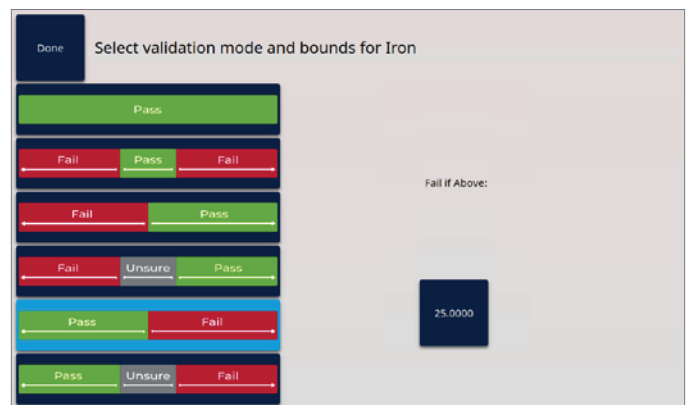 Done
Select validation mode and bounds for Iron
Pass
Fail Pass Fail
Fail Pass
Fail Unsure Pass
Pass Fail
Pass Unsure Fail
Fail if Above:
25.0000